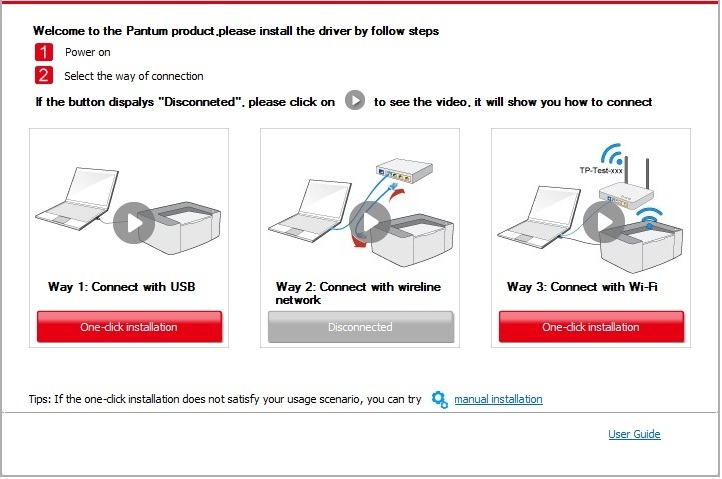 Welcome to the Pantum product,please install the driver by follow steps
1 Power on
2 Select the way of connection
If the button dispalys "Disconneted", please click on to see the video, it will show you how to connect
TP-Test-xxx
Way 1: Connect with USB
Way 2: Connect with wireline
network
Way 3: Connect with Wi-Fi
One-click installation
Disconnected
One-click installation
Tips: If the one-click installation does not satisfy your usage scenario, you can try manual installation
User Guide